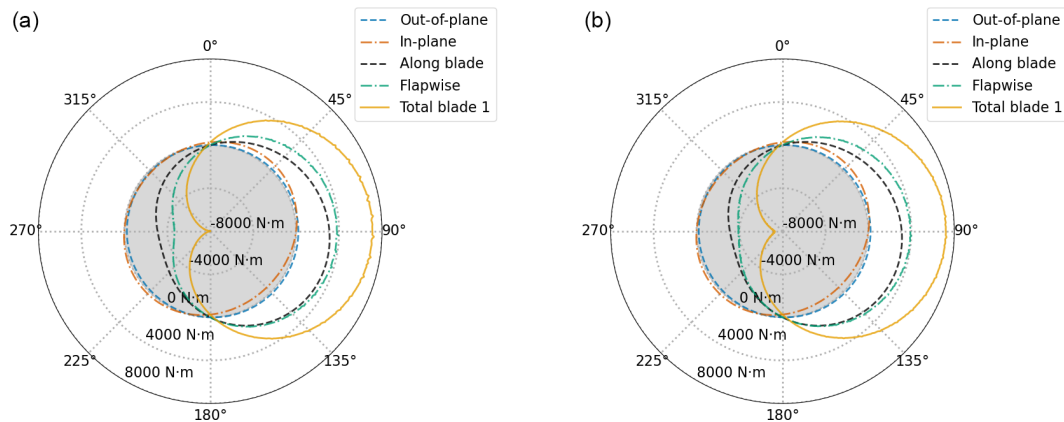 (a)
Out-of-plane
In-plane
Along blade
Flapwise
Total blade 1
0°
45°
90°
135°
180°
225°
270°
315°
-8000 N·m
-4000 N·m
0 N·m
4000 N·m
8000 N·m
(b)
Out-of-plane
In-plane
Along blade
Flapwise
Total blade 1
0°
45°
90°
135°
180°
225°
270°
315°
-8000 N·m
-4000 N·m
0 N·m
4000 N·m
8000 N·m